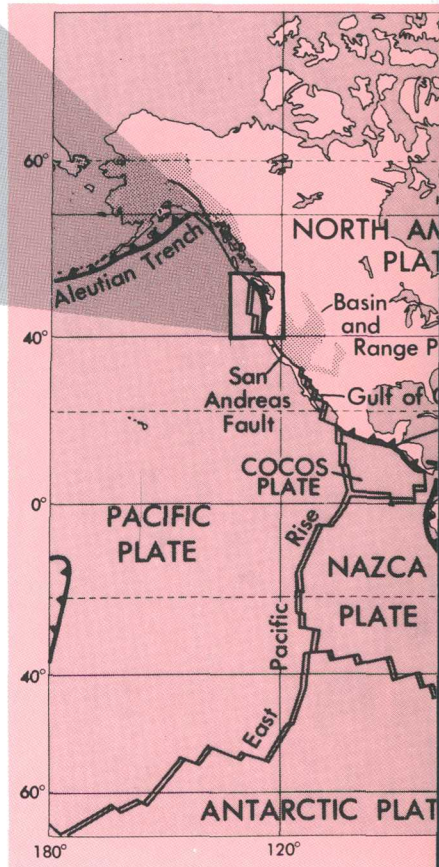 60°
NORTH AM
PLAT
Aleutian Trench
Basin
and
Range P
40°
San
Andreas
Fault
Gulf of C
COCOS
PLATE
0°
PACIFIC
PLATE
Rise
NAZCA
PLATE
Pacific
40°
East
60°
ANTARCTIC PLAT
180°
120°